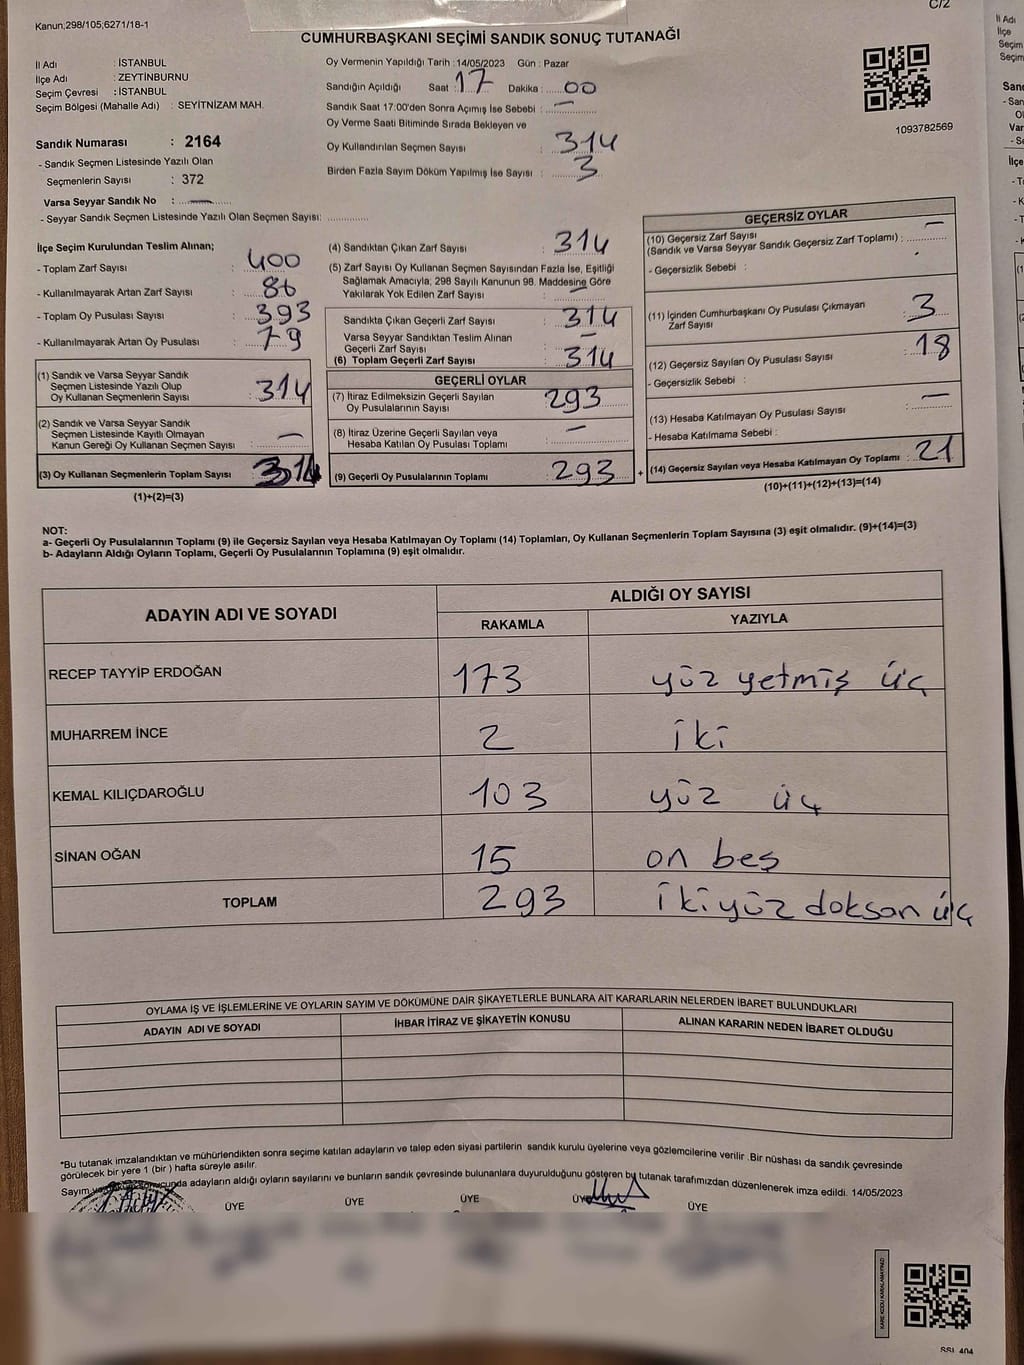 C/2
Kanun;298/105;6271/18-1
CUMHURBAŞKANI SEÇİMİ SANDIK SONUÇ TUTANAĞI
İl Adı : İSTANBUL
İlçe Adı : ZEYTİNBURNU
Seçim Çevresi : İSTANBUL
Seçim Bölgesi (Mahalle Adı) : SEYİTNİZAM MAH.
Sandık Numarası : 2164
- Sandık Seçmen Listesinde Yazılı Olan
Seçmenlerin Sayısı : 372
Varsa Seyyar Sandık No : —
- Seyyar Sandık Seçmen Listesinde Yazılı Olan Seçmen Sayısı: ............
Oy Vermenin Yapıldığı Tarih : 14/05/2023 Gün : Pazar
Sandığın Açıldığı Saat : 17 Dakika : 00
Sandık Saat 17:00'den Sonra Açımış İse Sebebi : —
Oy Verme Saati Bitiminde Sırada Bekleyen ve
Oy Kullandırılan Seçmen Sayısı : 314
Birden Fazla Sayım Döküm Yapılmış İse Sayısı : 3
1093782569
İlçe Seçim Kurulundan Teslim Alınan;
- Toplam Zarf Sayısı : 400
- Kullanılmayarak Artan Zarf Sayısı : 86
- Toplam Oy Pusulası Sayısı : 393
- Kullanılmayarak Artan Oy Pusulası : 79
(1) Sandık ve Varsa Seyyar Sandık
Seçmen Listesinde Yazılı Olup
Oy Kullanan Seçmenlerin Sayısı : 314
(2) Sandık ve Varsa Seyyar Sandık
Seçmen Listesinde Kayıtlı Olmayan
Kanun Gereği Oy Kullanan Seçmen Sayısı : —
(3) Oy Kullanan Seçmenlerin Toplam Sayısı : 314
(1)+(2)=(3)
(4) Sandıktan Çıkan Zarf Sayısı : 314
(5) Zarf Sayısı Oy Kullanan Seçmen Sayısından Fazla İse, Eşitliği
Sağlamak Amacıyla; 298 Sayılı Kanunun 98. Maddesine Göre
Yakılarak Yok Edilen Zarf Sayısı : —
Sandıkta Çıkan Geçerli Zarf Sayısı : 314
Varsa Seyyar Sandıktan Teslim Alınan
Geçerli Zarf Sayısı : —
(6) Toplam Geçerli Zarf Sayısı : 314
GEÇERLİ OYLAR
(7) İtiraz Edilmeksizin Geçerli Sayılan
Oy Pusulalarının Sayısı : 293
(8) İtiraz Üzerine Geçerli Sayılan veya
Hesaba Katılan Oy Pusulası Toplamı : —
(9) Geçerli Oy Pusulalarının Toplamı : 293 +
GEÇERSİZ OYLAR
(10) Geçersiz Zarf Sayısı
(Sandık ve Varsa Seyyar Sandık Geçersiz Zarf Toplamı) : —
- Geçersizlik Sebebi :
(11) İçinden Cumhurbaşkanı Oy Pusulası Çıkmayan
Zarf Sayısı : 3
(12) Geçersiz Sayılan Oy Pusulası Sayısı : 18
- Geçersizlik Sebebi :
(13) Hesaba Katılmayan Oy Pusulası Sayısı : —
- Hesaba Katılmama Sebebi :
(14) Geçersiz Sayılan veya Hesaba Katılmayan Oy Toplamı : 21
(10)+(11)+(12)+(13)=(14)
NOT:
a- Geçerli Oy Pusulalarının Toplamı (9) ile Geçersiz Sayılan veya Hesaba Katılmayan Oy Toplamı (14) Toplamları, Oy Kullanan Seçmenlerin Toplam Sayısına (3) eşit olmalıdır. (9)+(14)=(3)
b- Adayların Aldığı Oyların Toplamı, Geçerli Oy Pusulalarının Toplamına (9) eşit olmalıdır.
ADAYIN ADI VE SOYADI
ALDIĞI OY SAYISI
RAKAMLA YAZIYLA
RECEP TAYYİP ERDOĞAN 173 yüz yetmiş üç
MUHARREM İNCE 2 iki
KEMAL KILIÇDAROĞLU 103 yüz üç
SİNAN OĞAN 15 on beş
TOPLAM 293 iki yüz doksan üç
OYLAMA İŞ VE İŞLEMLERİNE VE OYLARIN SAYIM VE DÖKÜMÜNE DAİR ŞİKAYETLERLE BUNLARA AİT KARARLARIN NELERDEN İBARET BULUNDUKLARI
ADAYIN ADI VE SOYADI İHBAR İTİRAZ VE ŞİKAYETİN KONUSU ALINAN KARARIN NEDEN İBARET OLDUĞU
*Bu tutanak imzalandıktan ve mühürlendikten sonra seçime katılan adayların ve talep eden siyasi partilerin sandık kurulu üyelerine veya gözlemcilerine verilir .Bir nüshası da sandık çevresinde
görülecek bir yere 1 (bir ) hafta süreyle asılır.
Sayım adayların aldığı oyların sayılarını ve bunların sandık çevresinde bulunanlara duyurulduğunu gösteren bu tutanak tarafımızdan düzenlenerek imza edildi. 14/05/2023
ÜYE ÜYE ÜYE ÜYE ÜYE
KARE KODU KARALAMAYINIZ!